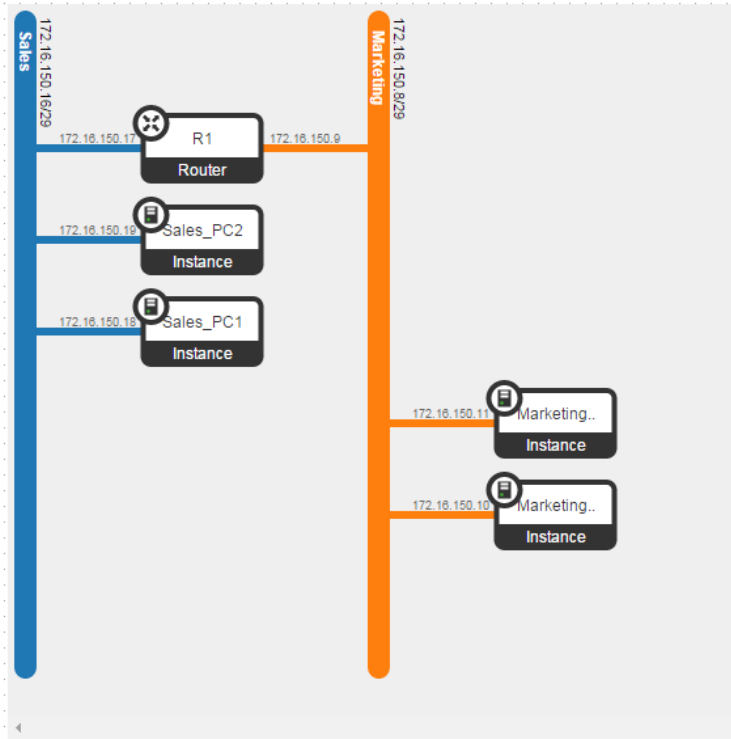 Sales
172.16.150.16/29
Marketing
172.16.150.8/29
172.16.150.17
R1
Router
172.16.150.9
172.16.150.19
Sales_PC2
Instance
172.16.150.18
Sales_PC1
Instance
172.16.150.11
Marketing..
Instance
172.16.150.10
Marketing..
Instance